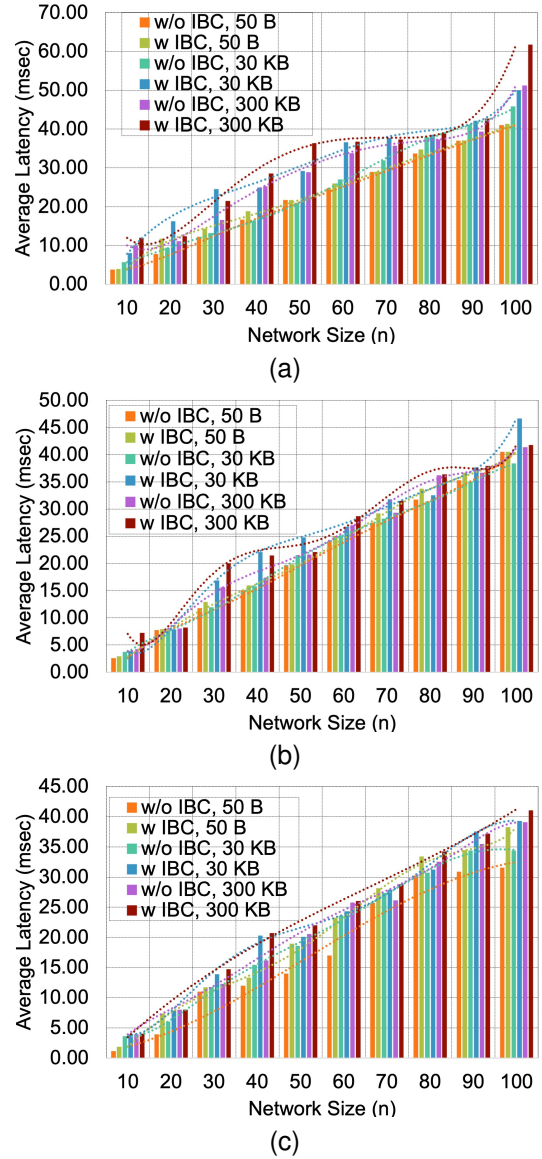 70.00
60.00
50.00
40.00
30.00
20.00
10.00
0.00
Average Latency (msec)
w/o IBC, 50 B
w IBC, 50 B
w/o IBC, 30 KB
w IBC, 30 KB
w/o IBC, 300 KB
w IBC, 300 KB
10 20 30 40 50 60 70 80 90 100
Network Size (n)
(a)
50.00
45.00
40.00
35.00
30.00
25.00
20.00
15.00
10.00
5.00
0.00
Average Latency (msec)
w/o IBC, 50 B
w IBC, 50 B
w/o IBC, 30 KB
w IBC, 30 KB
w/o IBC, 300 KB
w IBC, 300 KB
10 20 30 40 50 60 70 80 90 100
Network Size (n)
(b)
45.00
40.00
35.00
30.00
25.00
20.00
15.00
10.00
5.00
0.00
Average Latency (msec)
w/o IBC, 50 B
w IBC, 50 B
w/o IBC, 30 KB
w IBC, 30 KB
w/o IBC, 300 KB
w IBC, 300 KB
10 20 30 40 50 60 70 80 90 100
Network Size (n)
(c)